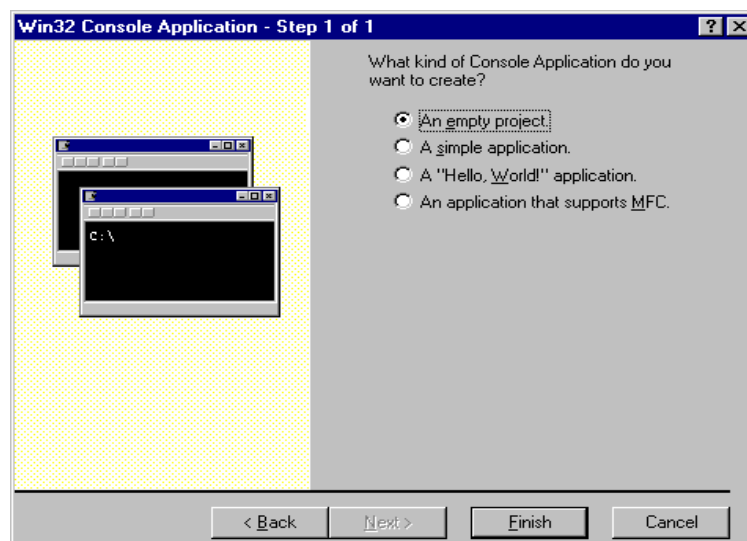 Win32 Console Application - Step 1 of 1
What kind of Console Application do you
want to create?
An empty project.
A simple application.
A "Hello, World!" application.
An application that supports MFC.
C:\
< Back
Next >
Finish
Cancel